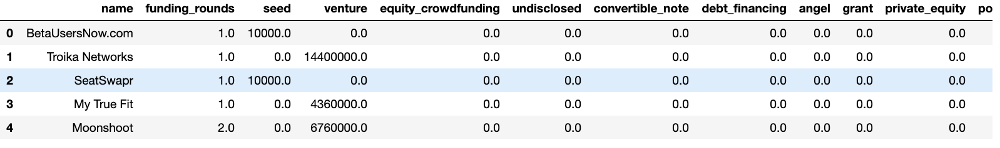 name funding_rounds seed venture equity_crowdfunding undisclosed convertible_note debt_financing angel grant private_equity po
0 BetaUsersNow.com 1.0 10000.0 0.0 0.0 0.0 0.0 0.0 0.0 0.0 0.0
1 Troika Networks 1.0 0.0 14400000.0 0.0 0.0 0.0 0.0 0.0 0.0 0.0
2 SeatSwapr 1.0 10000.0 0.0 0.0 0.0 0.0 0.0 0.0 0.0 0.0
3 My True Fit 1.0 0.0 4360000.0 0.0 0.0 0.0 0.0 0.0 0.0 0.0
4 Moonshoot 2.0 0.0 6760000.0 0.0 0.0 0.0 0.0 0.0 0.0 0.0